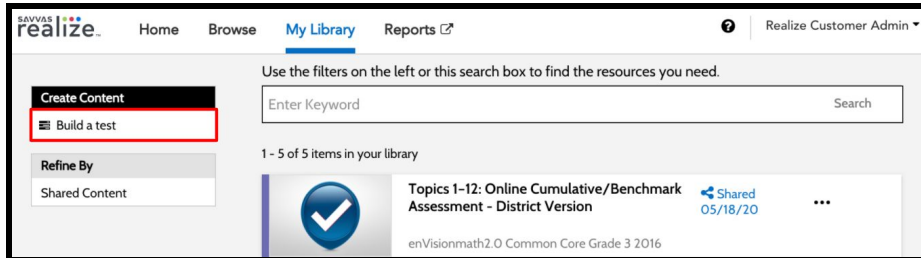 savvas
realize™ Home Browse My Library Reports Realize Customer Admin
Use the filters on the left or this search box to find the resources you need.
Create Content
Enter Keyword Search
Build a test
1 - 5 of 5 items in your library
Refine By
Shared Content
Topics 1-12: Online Cumulative/Benchmark
Assessment - District Version
Shared
05/18/20
enVisionmath2.0 Common Core Grade 3 2016